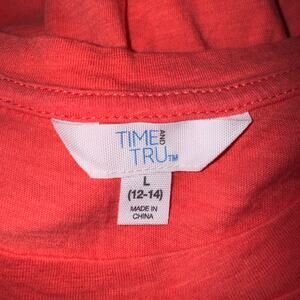 TIME AND
TRU™
L
(12-14)
MADE IN
CHINA